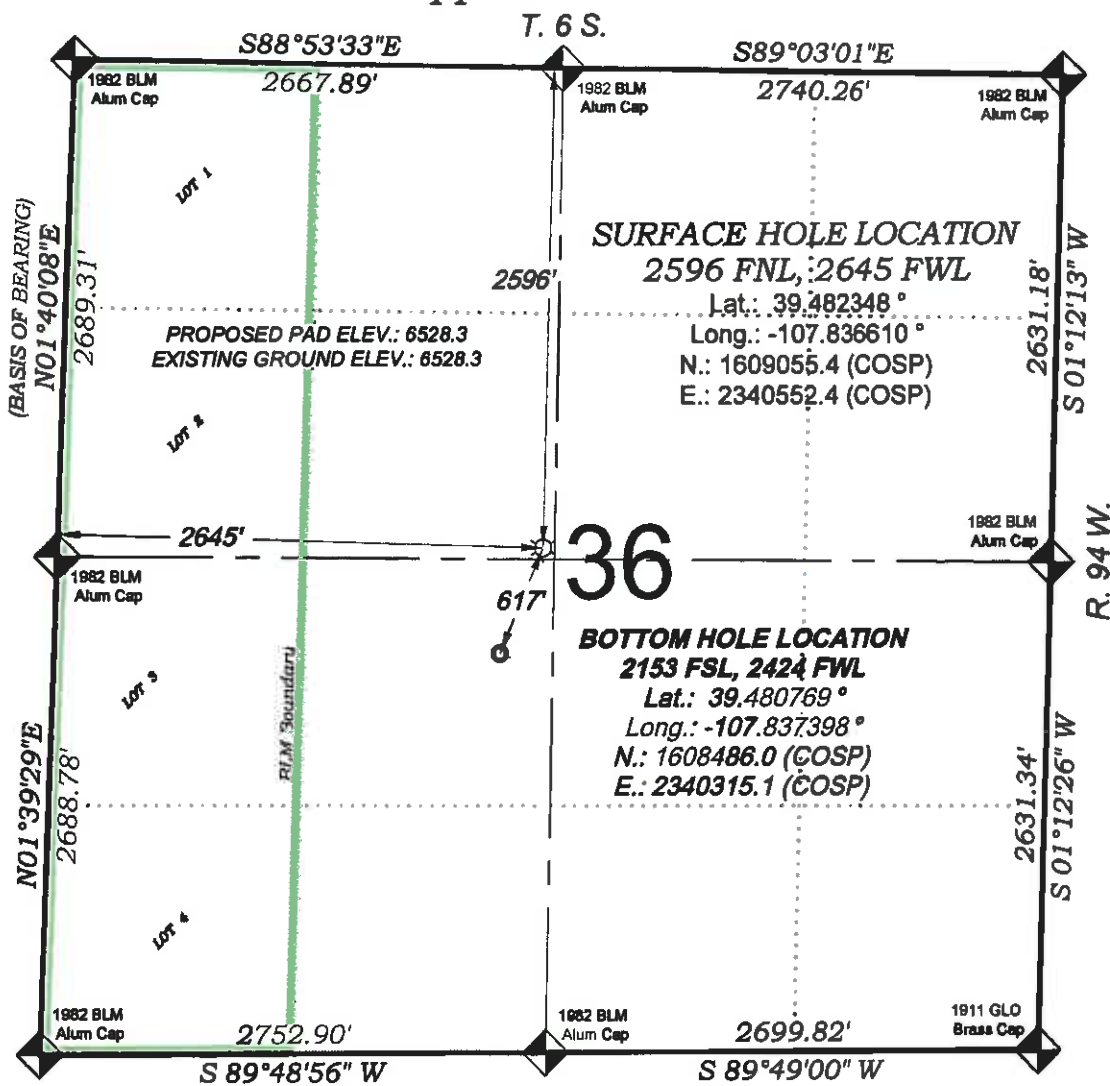 T. 6 S.
S88°53'33"E
S89°03'01"E
1982 BLM
Alum Cap
2667.89'
1982 BLM
Alum Cap
2740.26'
1982 BLM
Alum Cap
LOT 1
(BASIS OF BEARING)
N01°40'08"E
2689.31'
2596'
SURFACE HOLE LOCATION
2596 FNL, 2645 FWL
Lat.: 39.482348 °
Long.: -107.836610 °
N.: 1609055.4 (COSP)
E.: 2340552.4 (COSP)
2631.18'
S 01°12'13" W
PROPOSED PAD ELEV.: 6528.3
EXISTING GROUND ELEV.: 6528.3
LOT 2
2645'
1982 BLM
Alum Cap
36
1982 BLM
Alum Cap
R. 94 W.
617'
BOTTOM HOLE LOCATION
2153 FSL, 2424 FWL
Lat.: 39.480769 °
Long.: -107.837398 °
N.: 1608486.0 (COSP)
E.: 2340315.1 (COSP)
LOT 3
BLM Boundary
N01°39'29"E
2688.78'
2631.34'
S 01°12'26" W
LOT 4
1982 BLM
Alum Cap
2752.90'
1982 BLM
Alum Cap
2699.82'
1911 GLO
Brass Cap
S 89°48'56" W
S 89°49'00" W